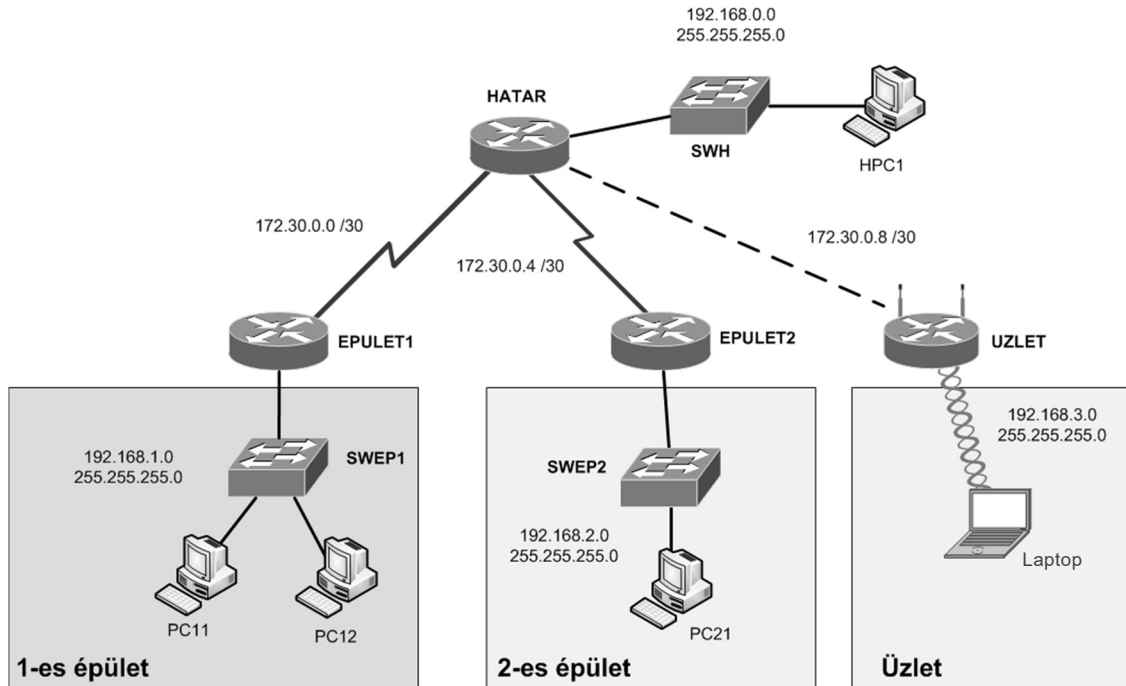 192.168.0.0
255.255.255.0
HATAR
SWH
HPC1
172.30.0.0 /30
172.30.0.4 /30
172.30.0.8 /30
EPULET1
EPULET2
UZLET
192.168.1.0
255.255.255.0
SWEP1
PC11
PC12
1-es épület
SWEP2
192.168.2.0
255.255.255.0
PC21
2-es épület
192.168.3.0
255.255.255.0
Laptop
Üzlet